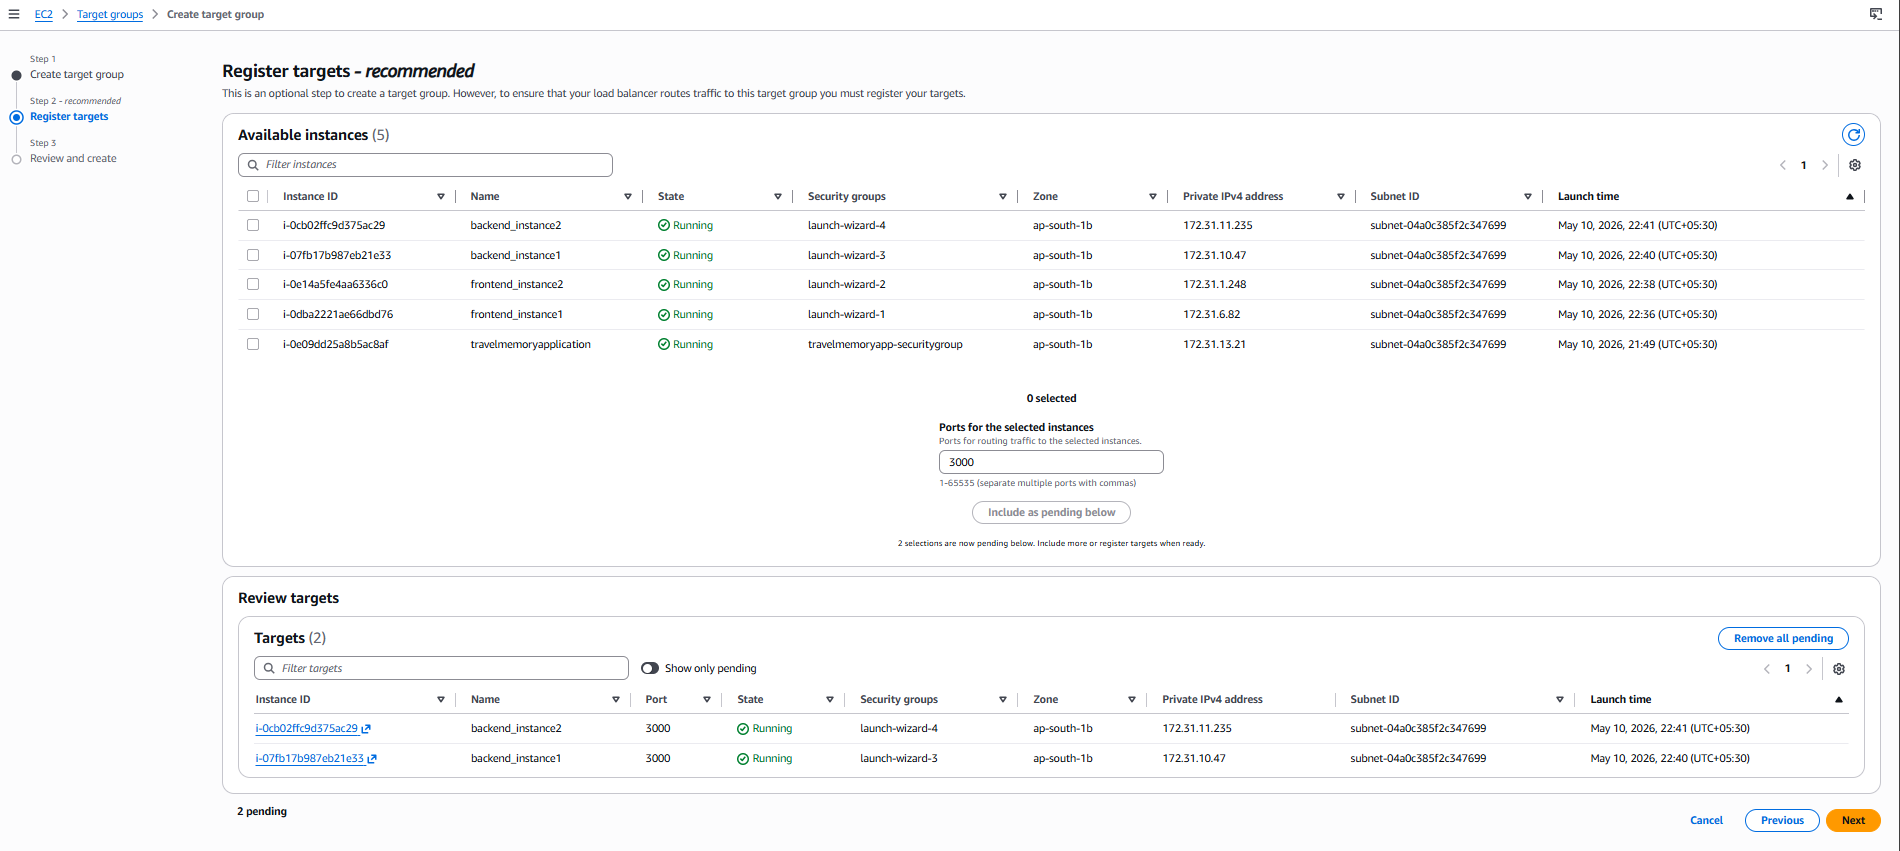 EC2 > Target groups > Create target group
Step 1
Create target group
Step 2 - recommended
Register targets
Step 3
Review and create
Register targets - recommended
This is an optional step to create a target group. However, to ensure that your load balancer routes traffic to this target group you must register your targets.
Available instances (5)
Filter instances
1
Instance ID Name State Security groups Zone Private IPv4 address Subnet ID Launch time
i-0cb02ffc9d375ac29 backend_instance2 Running launch-wizard-4 ap-south-1b 172.31.11.235 subnet-04a0c385f2c347699 May 10, 2026, 22:41 (UTC+05:30)
i-07fb17b987eb21e33 backend_instance1 Running launch-wizard-3 ap-south-1b 172.31.10.47 subnet-04a0c385f2c347699 May 10, 2026, 22:40 (UTC+05:30)
i-0e14a5fe4aa6336c0 frontend_instance2 Running launch-wizard-2 ap-south-1b 172.31.1.248 subnet-04a0c385f2c347699 May 10, 2026, 22:38 (UTC+05:30)
i-0dba2221ae66dbd76 frontend_instance1 Running launch-wizard-1 ap-south-1b 172.31.6.82 subnet-04a0c385f2c347699 May 10, 2026, 22:36 (UTC+05:30)
i-0e09dd25a8b5ac8af travelmemoryapplication Running travelmemoryapp-securitygroup ap-south-1b 172.31.13.21 subnet-04a0c385f2c347699 May 10, 2026, 21:49 (UTC+05:30)
0 selected
Ports for the selected instances
Ports for routing traffic to the selected instances.
3000
1-65535 (separate multiple ports with commas)
Include as pending below
2 selections are now pending below. Include more or register targets when ready.
Review targets
Targets (2)
Remove all pending
Filter targets
Show only pending
1
Instance ID Name Port State Security groups Zone Private IPv4 address Subnet ID Launch time
i-0cb02ffc9d375ac29 backend_instance2 3000 Running launch-wizard-4 ap-south-1b 172.31.11.235 subnet-04a0c385f2c347699 May 10, 2026, 22:41 (UTC+05:30)
i-07fb17b987eb21e33 backend_instance1 3000 Running launch-wizard-3 ap-south-1b 172.31.10.47 subnet-04a0c385f2c347699 May 10, 2026, 22:40 (UTC+05:30)
2 pending
Cancel
Previous
Next